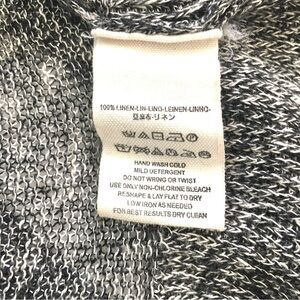 100% LINEN-LIN-LINO-LEINEN-LINHO-
亞麻布·リネン
HAND WASH COLD
MILD DETERGENT
DO NOT WRING OR TWIST
USE ONLY NON-CHLORINE BLEACH
RESHAPE & LAY FLAT TO DRY
LOW IRON AS NEEDED
FOR BEST RESULTS DRY CLEAN